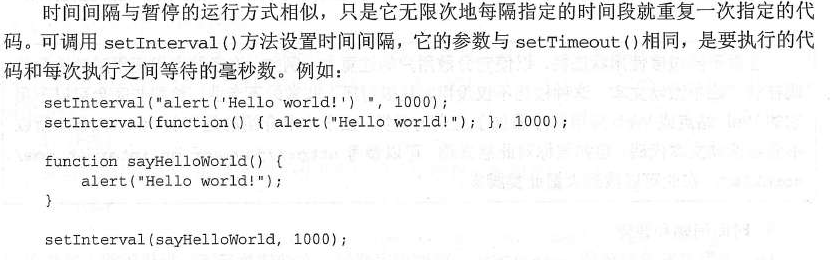 时间间隔与暂停的运行方式相似，只是它无限次地每隔指定的时间段就重复一次指定的代
码。可调用 setInterval()方法设置时间间隔，它的参数与 setTimeout()相同，是要执行的代
码和每次执行之间等待的毫秒数。例如：
setInterval("alert('Hello world!') ", 1000);
setInterval(function() { alert("Hello world!"); }, 1000);
function sayHelloWorld() {
alert("Hello world!");
}
setInterval(sayHelloWorld, 1000);